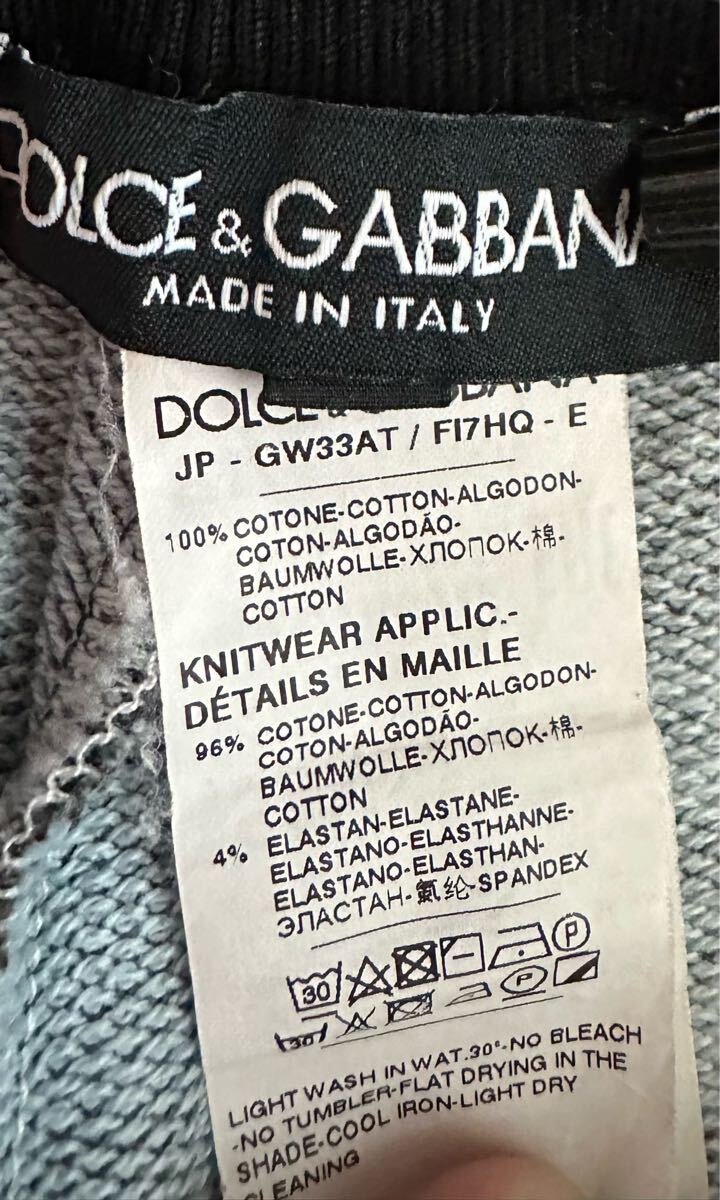 DOLCE & GABBANA
MADE IN ITALY
DOLCE & GABBANA
JP - GW33AT / FI7HQ - E
100% COTONE-COTTON-ALGODON-
COTON-ALGODÃO-
BAUMWOLLE-ХЛОПОК-棉-
COTTON
KNITWEAR APPLIC.-
DÉTAILS EN MAILLE
96% COTONE-COTTON-ALGODON-
COTON-ALGODÃO-
BAUMWOLLE-ХЛОПОК-棉-
COTTON
4% ELASTAN-ELASTANE-
ELASTANO-ELASTHANNE-
ELASTANO-ELASTHAN-
ЭЛАСТАН-氨纶-SPANDEX
30 P
30 P
LIGHT WASH IN WAT.30°-NO BLEACH
-NO TUMBLER-FLAT DRYING IN THE
SHADE-COOL IRON-LIGHT DRY
CLEANING